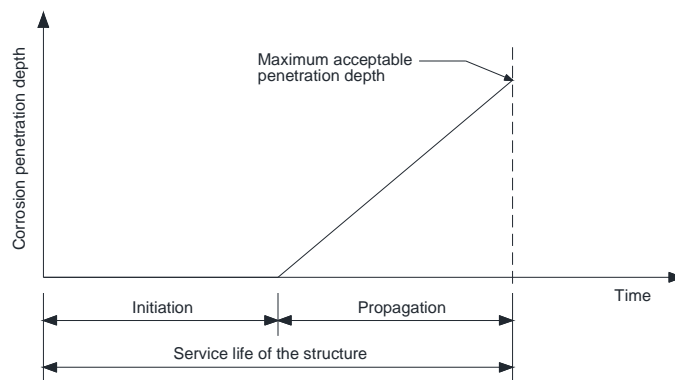 Maximum acceptable
penetration depth
Corrosion penetration depth
Time
Initiation
Propagation
Service life of the structure